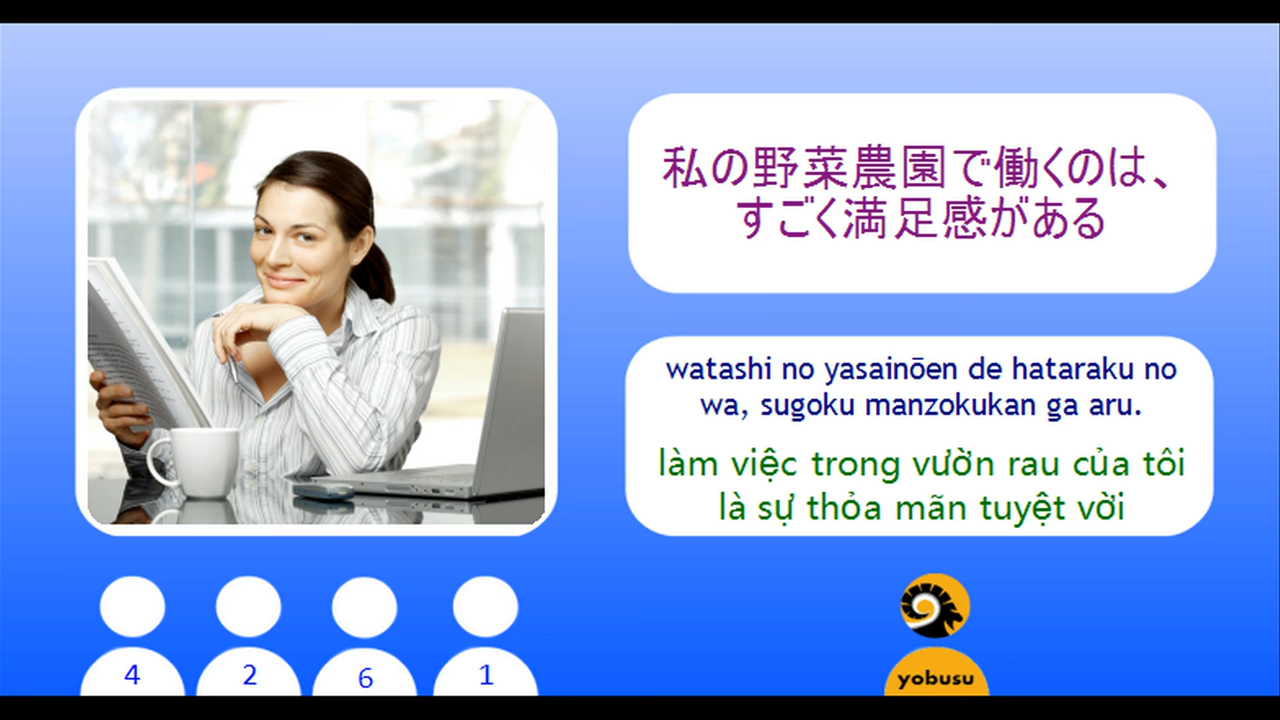 私の野菜農園で働くのは、
すごく満足感がある
watashi no yasainōen de hataraku no
wa, sugoku manzokukan ga aru.
làm việc trong vườn rau của tôi
là sự thỏa mãn tuyệt vời
4 2 6 1
yobusu